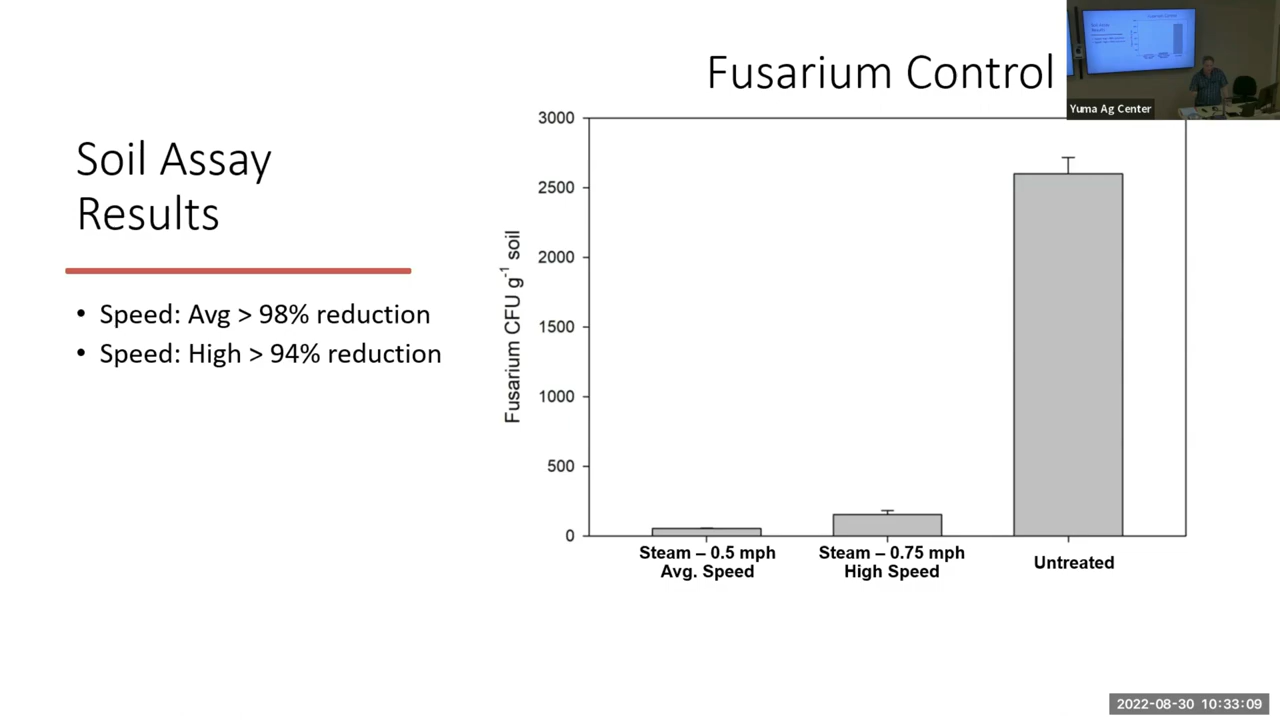 Fusarium Control
Yuma Ag Center
Soil Assay
Results
• Speed: Avg > 98% reduction
• Speed: High > 94% reduction
Fusarium CFU g⁻¹ soil
3000
2500
2000
1500
1000
500
0
Steam – 0.5 mph
Avg. Speed
Steam – 0.75 mph
High Speed
Untreated
2022-08-30 10:33:09